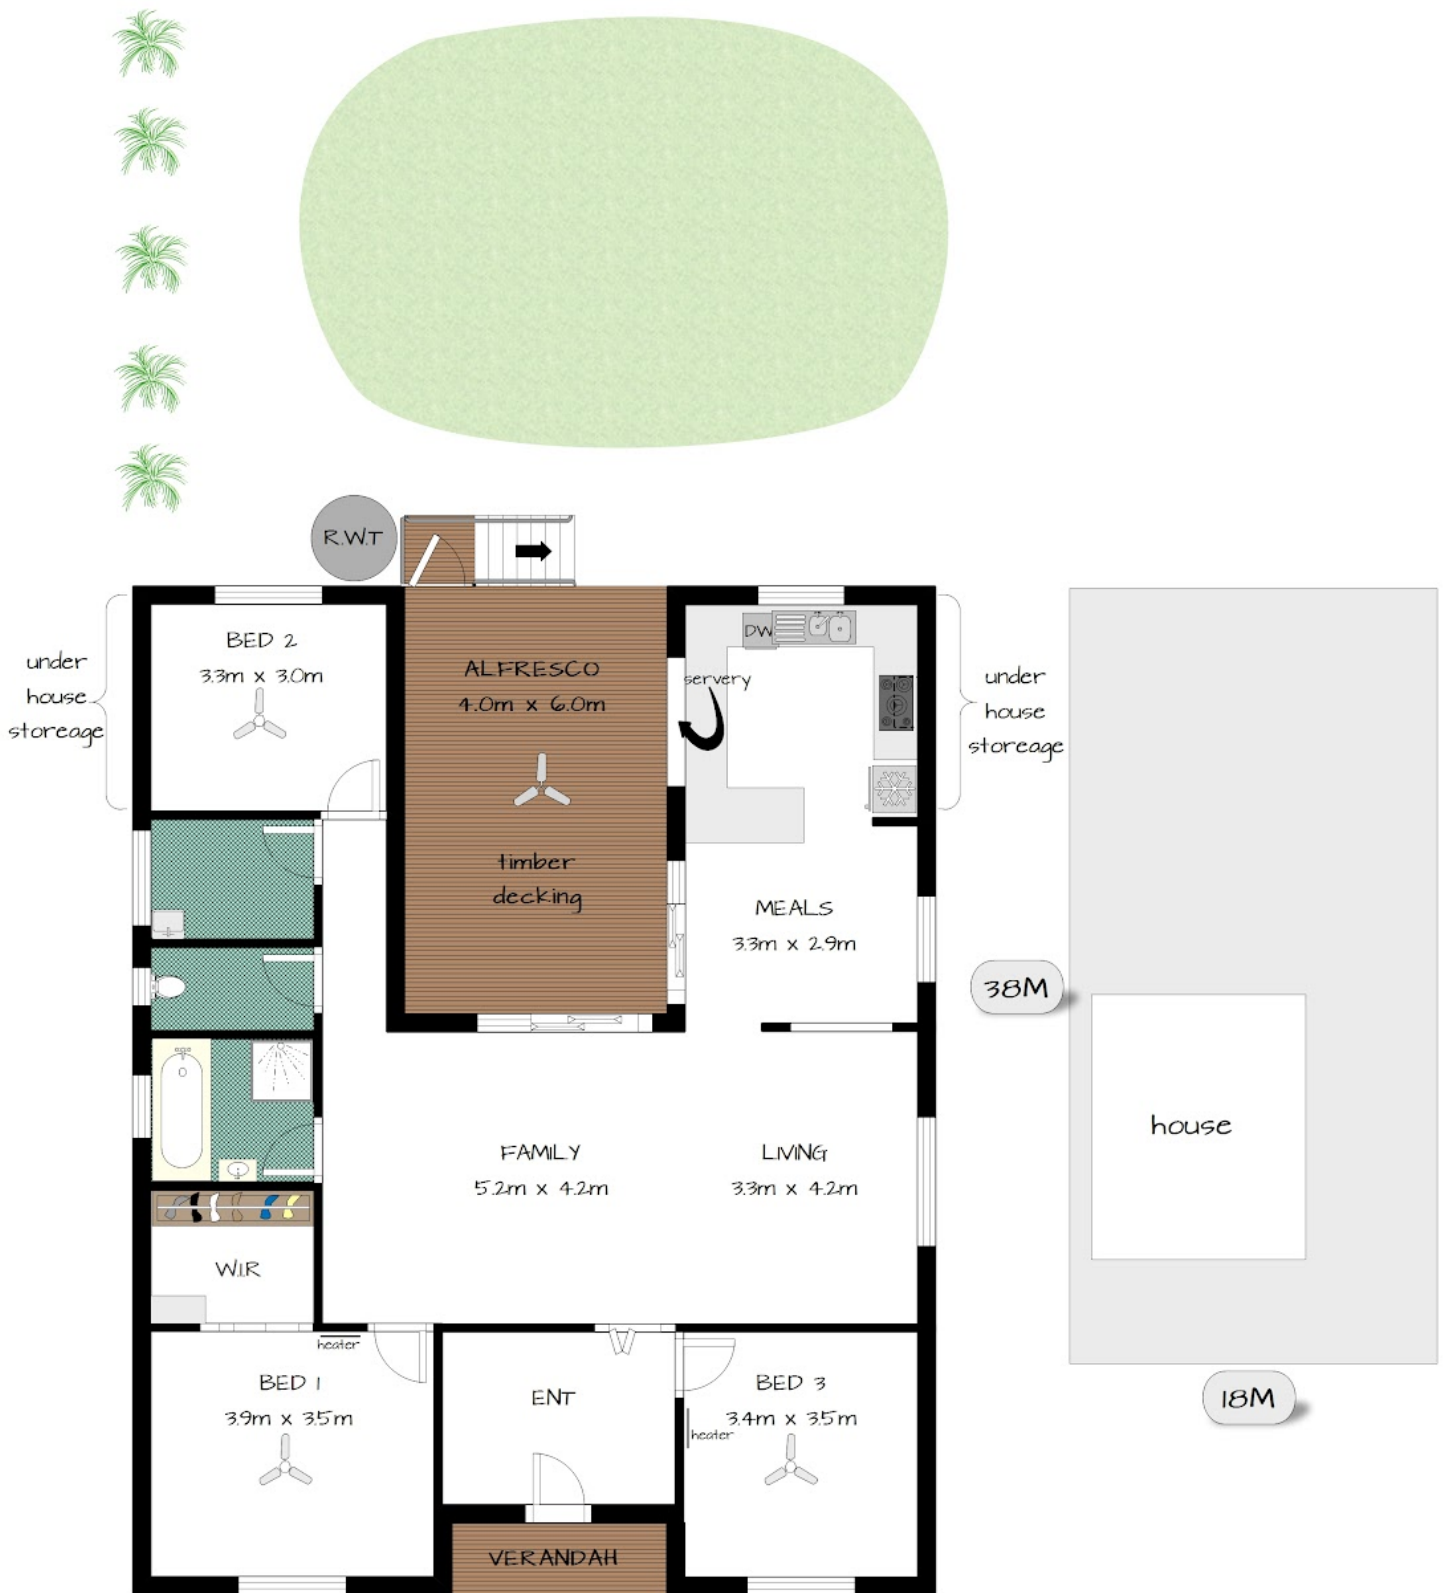 R.W.T
BED 2
3.3m x 3.0m
under
house
storeage
ALFRESCO
4.0m x 6.0m
timber
decking
DW
servery
under
house
storeage
MEALS
3.3m x 2.9m
38M
house
FAMILY
5.2m x 4.2m
LIVING
3.3m x 4.2m
W.I.R
heater
BED 1
3.9m x 3.5m
ENT
BED 3
3.4m x 3.5m
heater
18M
VERANDAH